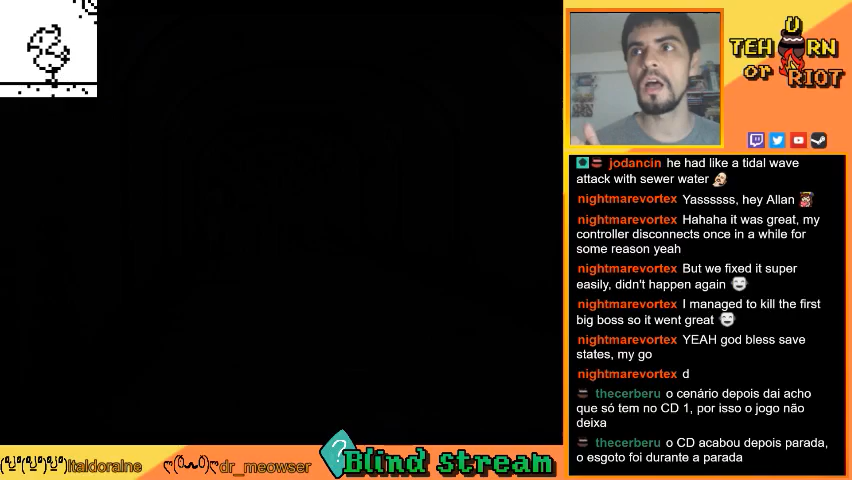 U
TEH RN
or RIOT
jodancin he had like a tidal wave
attack with sewer water
nightmarevortex Yassssss, hey Allan
nightmarevortex Hahaha it was great, my
controller disconnects once in a while for
some reason yeah
nightmarevortex But we fixed it super
easily, didn't happen again
nightmarevortex I managed to kill the first
big boss so it went great
nightmarevortex YEAH god bless save
states, my go
nightmarevortex d
thecerberu o cenário depois dai acho
que só tem no CD 1, por isso o jogo não
deixa
thecerberu o CD acabou depois parada,
o esgoto foi durante a parada
italdoraine
dr_meowser
? Blind stream